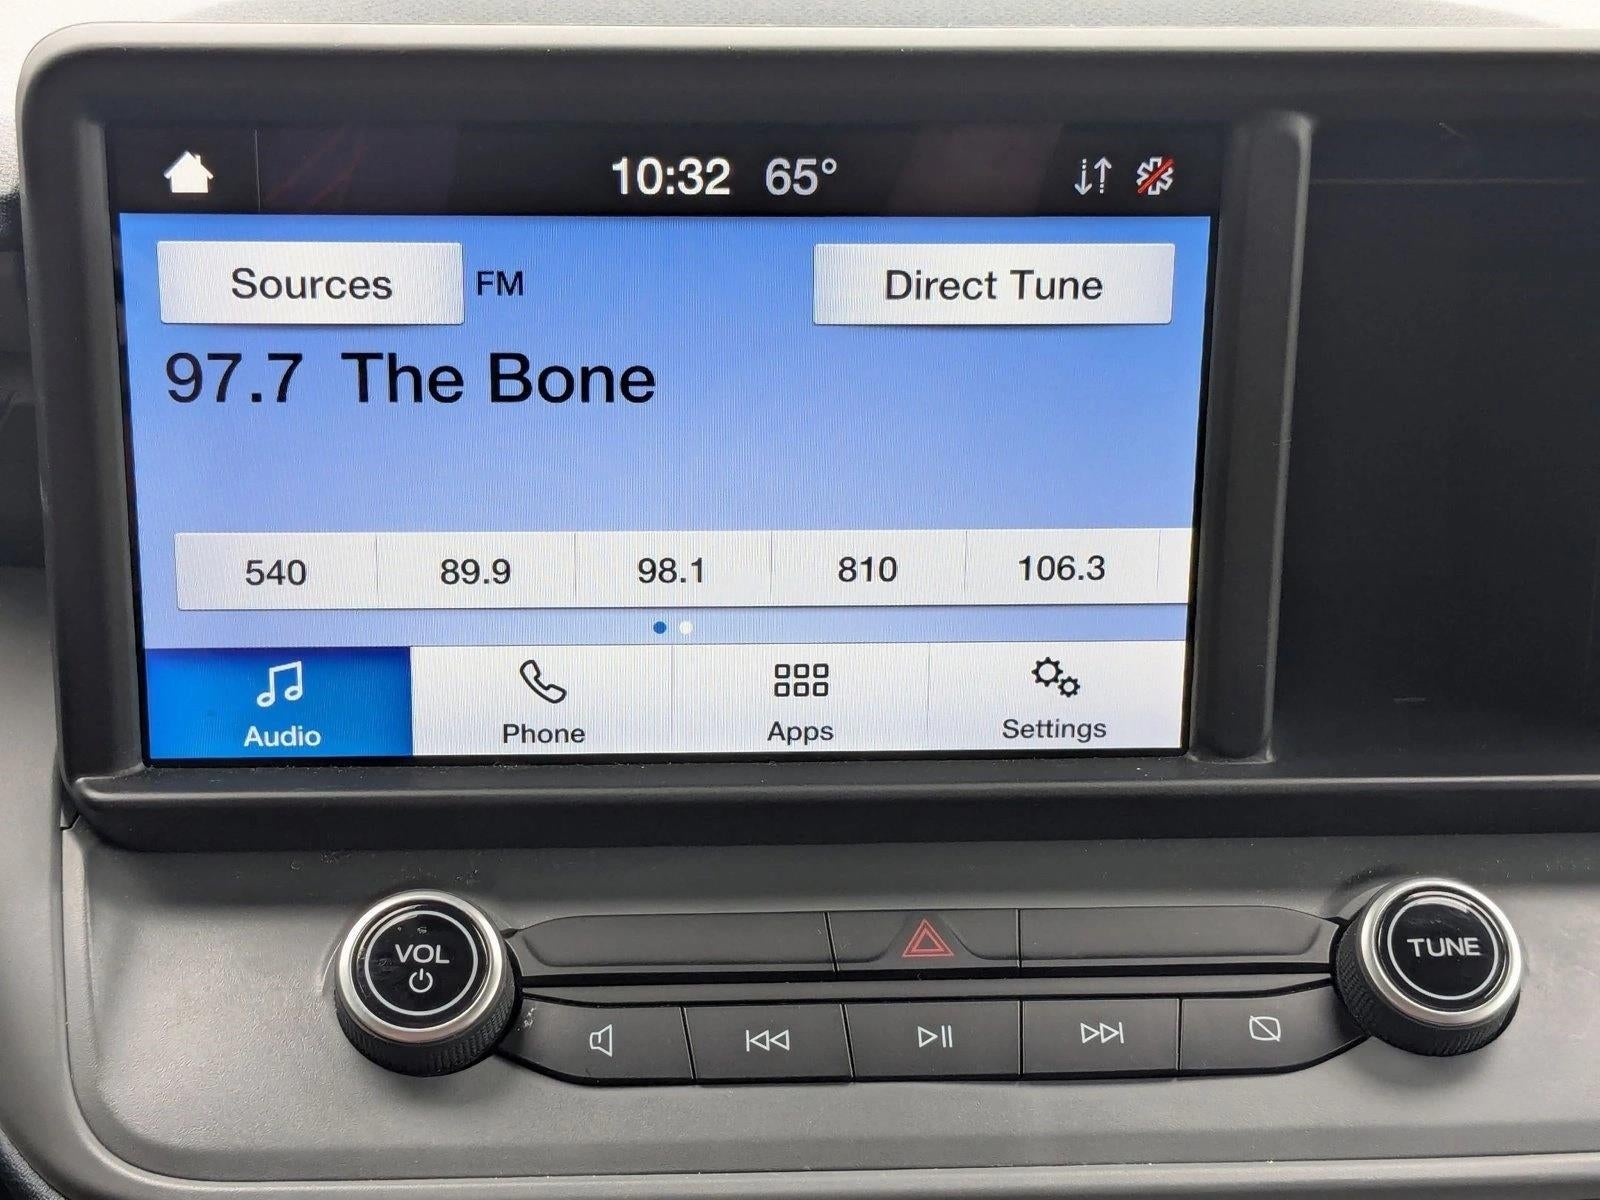 10:32 65°
Sources FM Direct Tune
97.7 The Bone
540 89.9 98.1 810 106.3
Audio Phone Apps Settings
VOL TUNE